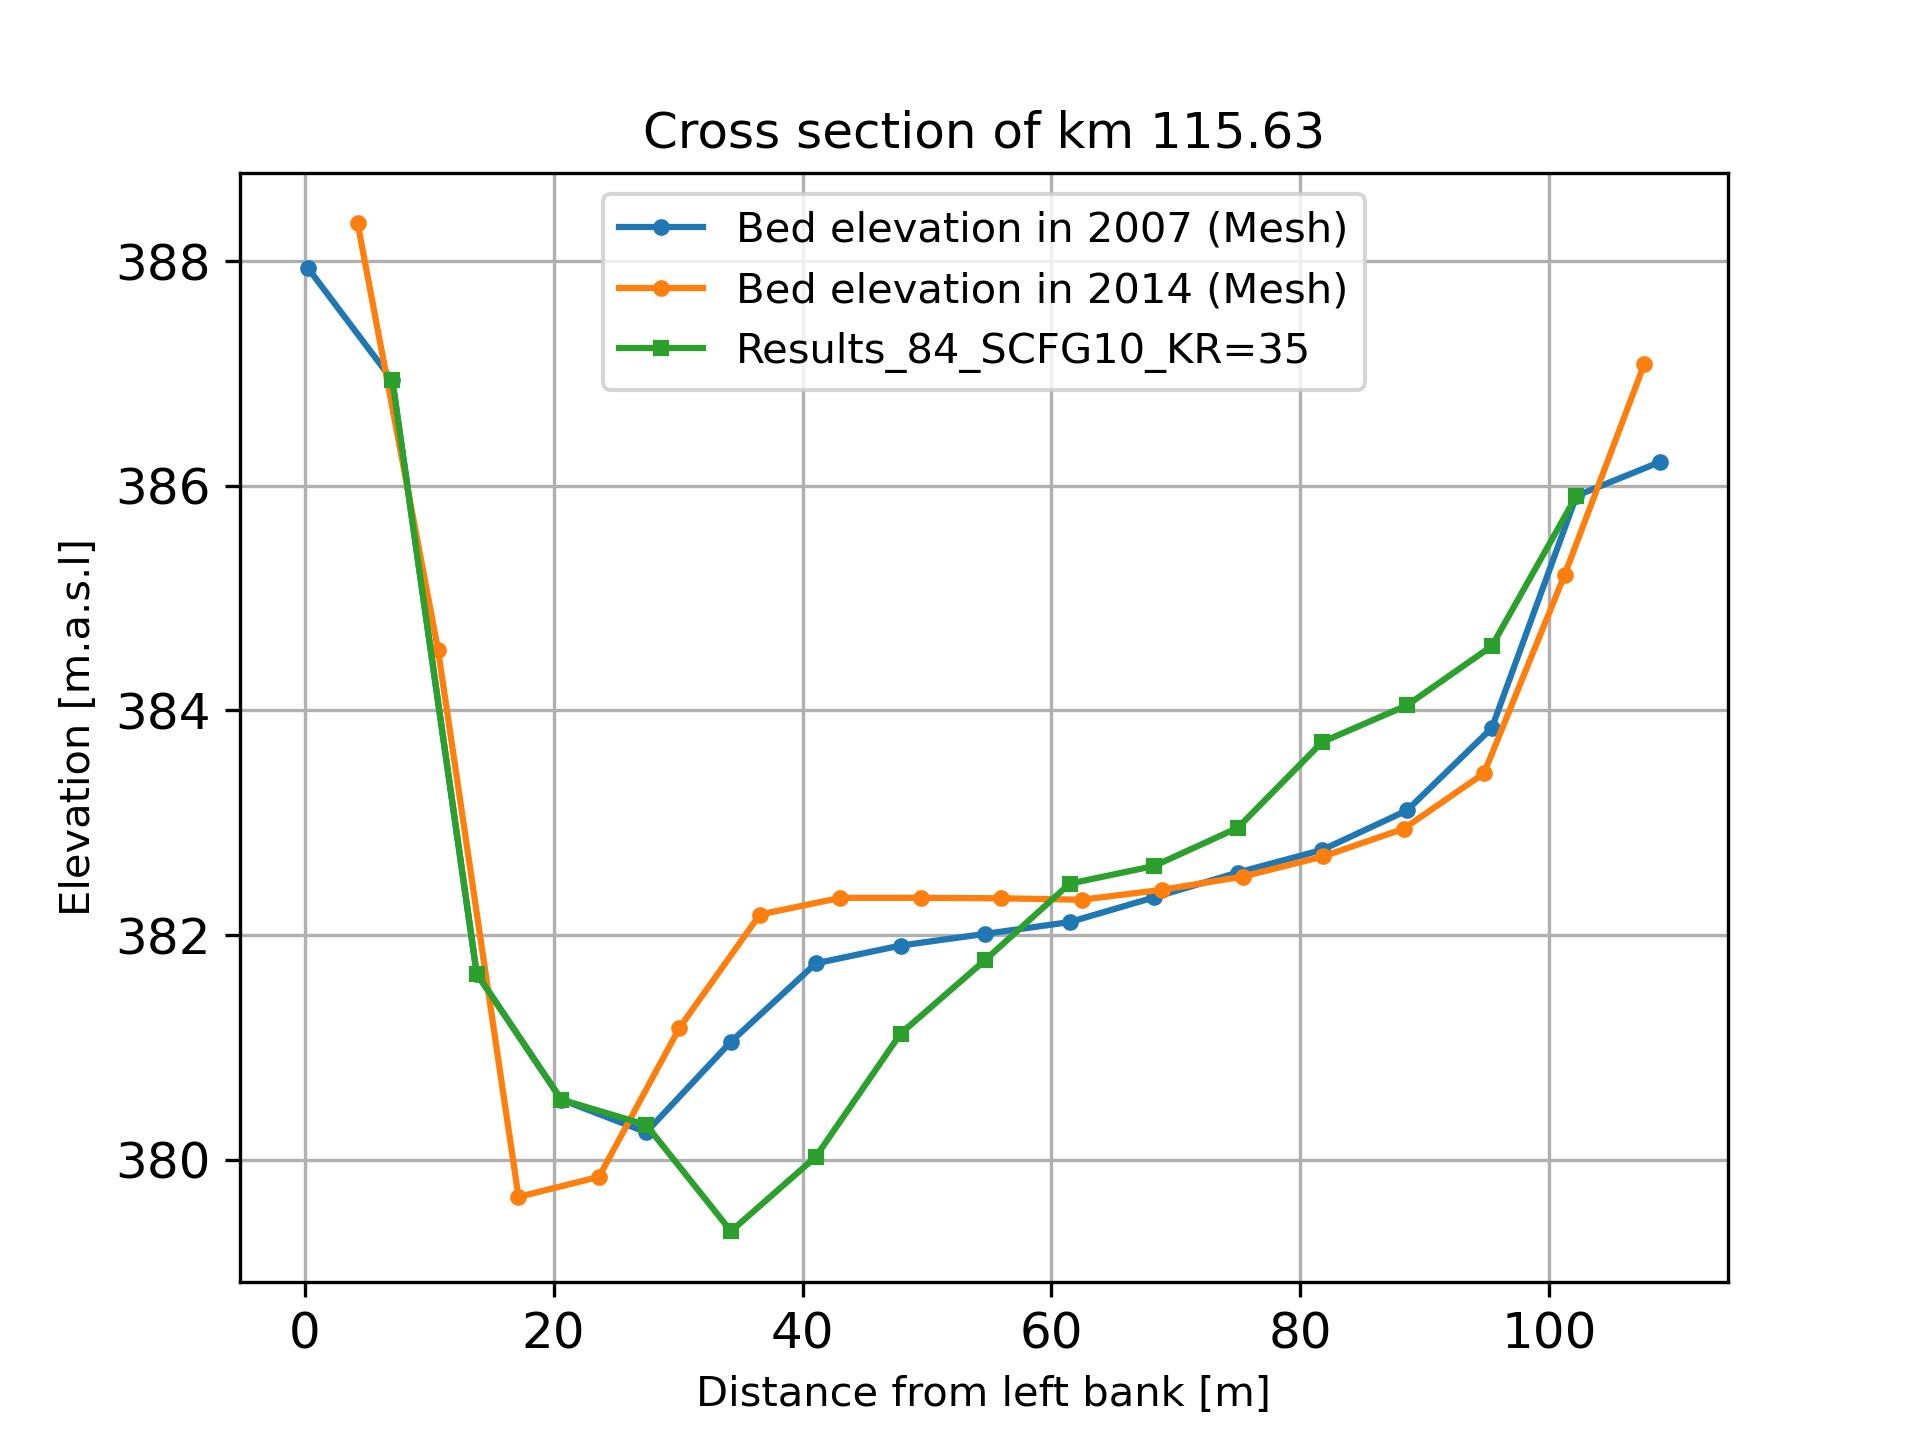 Cross section of km 115.63
Bed elevation in 2007 (Mesh)
Bed elevation in 2014 (Mesh)
Results_84_SCFG10_KR=35
388
386
384
382
380
Elevation [m.a.s.l]
0 20 40 60 80 100
Distance from left bank [m]